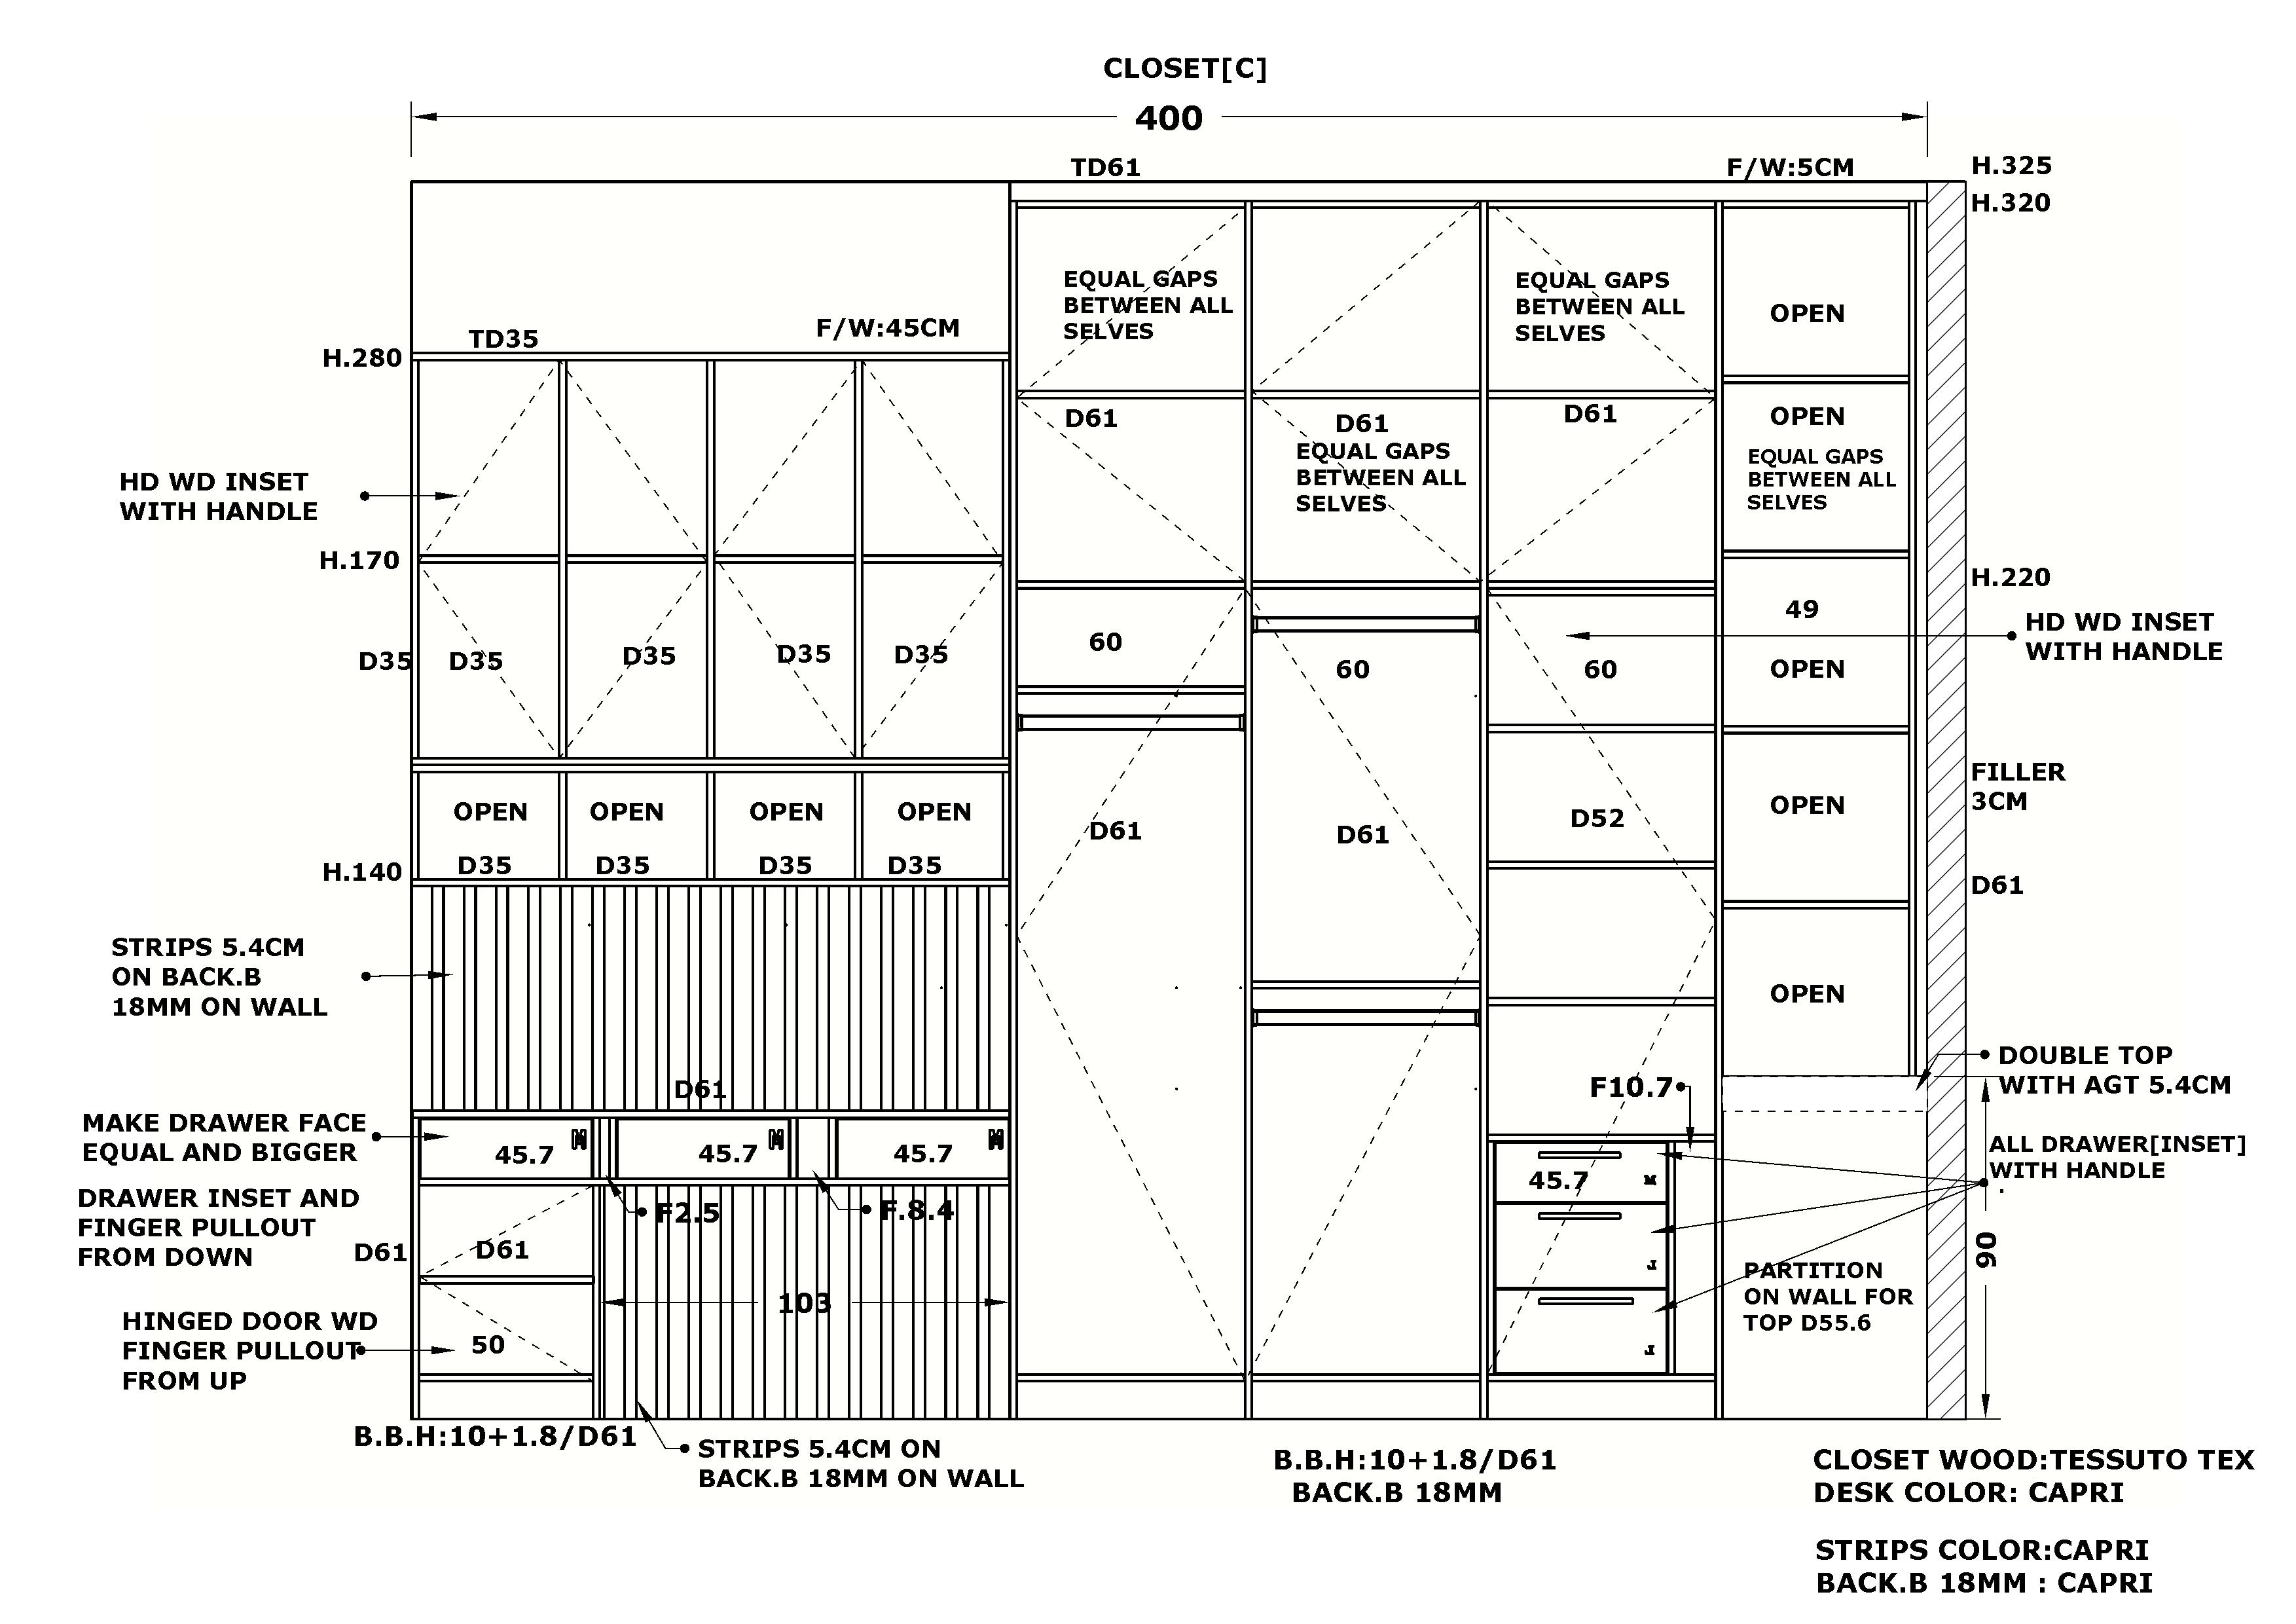 CLOSET[C]
400
TD61
F/W:5CM
H.325
H.320
TD35
F/W:45CM
H.280
EQUAL GAPS
BETWEEN ALL
SELVES
EQUAL GAPS
BETWEEN ALL
SELVES
OPEN
D61
D61
EQUAL GAPS
BETWEEN ALL
SELVES
D61
OPEN
EQUAL GAPS
BETWEEN ALL
SELVES
HD WD INSET
WITH HANDLE
H.170
H.220
60
60
60
49
OPEN
HD WD INSET
WITH HANDLE
D35
D35
D35
D35
D35
OPEN
OPEN
OPEN
OPEN
D35
D35
D35
D35
H.140
D61
D61
D52
OPEN
FILLER
3CM
D61
STRIPS 5.4CM
ON BACK.B
18MM ON WALL
OPEN
D61
F10.7
DOUBLE TOP
WITH AGT 5.4CM
MAKE DRAWER FACE
EQUAL AND BIGGER
45.7
45.7
45.7
45.7
M
ALL DRAWER[INSET]
WITH HANDLE
DRAWER INSET AND
FINGER PULLOUT
FROM DOWN
F2.5
F.8.4
D61
D61
J
90
PARTITION
ON WALL FOR
TOP D55.6
103
HINGED DOOR WD
FINGER PULLOUT
FROM UP
50
J
B.B.H:10+1.8/D61
STRIPS 5.4CM ON
BACK.B 18MM ON WALL
B.B.H:10+1.8/D61
BACK.B 18MM
CLOSET WOOD:TESSUTO TEX
DESK COLOR: CAPRI
STRIPS COLOR:CAPRI
BACK.B 18MM : CAPRI